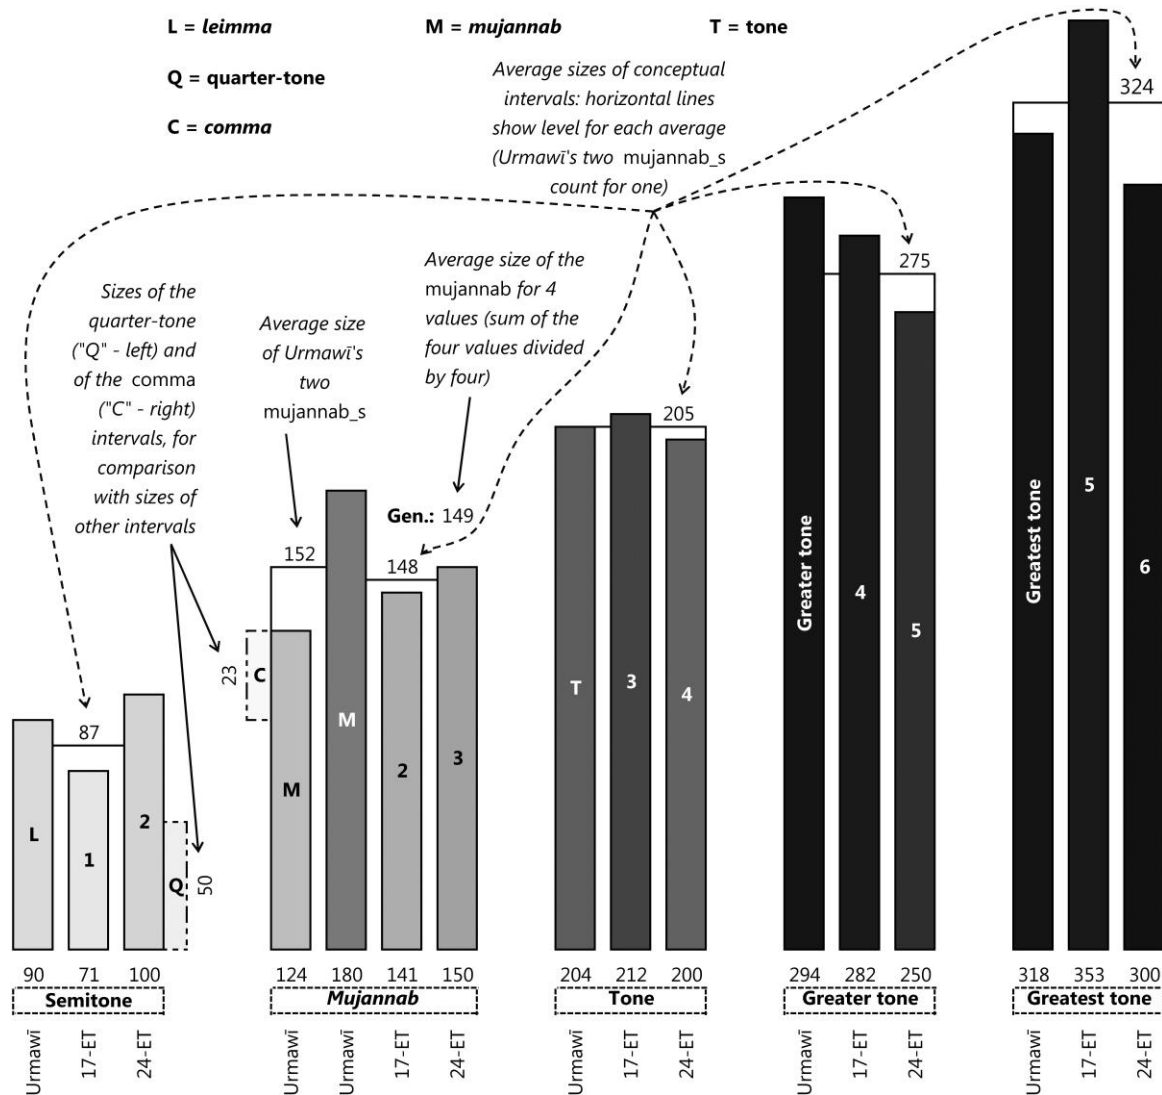 L = leimma
M = mujannab
T = tone
Q = quarter-tone
C = comma
Average sizes of conceptual
intervals: horizontal lines
show level for each average
(Urmawī's two mujannab_s
count for one)
324
275
Sizes of the
quarter-tone
("Q" - left) and
of the comma
("C" - right)
intervals, for
comparison
with sizes of
other intervals
Average size
of Urmawī's
two
mujannab_s
Average size of the
mujannab for 4
values (sum of the
four values divided
by four)
205
Gen.: 149
152
148
87
23
50
L
1
2
Q
C
M
M
2
3
T
3
4
Greater tone
4
5
Greatest tone
5
6
90 71 100
124 180 141 150
204 212 200
294 282 250
318 353 300
Semitone
Mujannab
Tone
Greater tone
Greatest tone
Urmawī
17-ET
24-ET
Urmawī
Urmawī
17-ET
24-ET
Urmawī
17-ET
24-ET
Urmawī
17-ET
24-ET
Urmawī
17-ET
24-ET